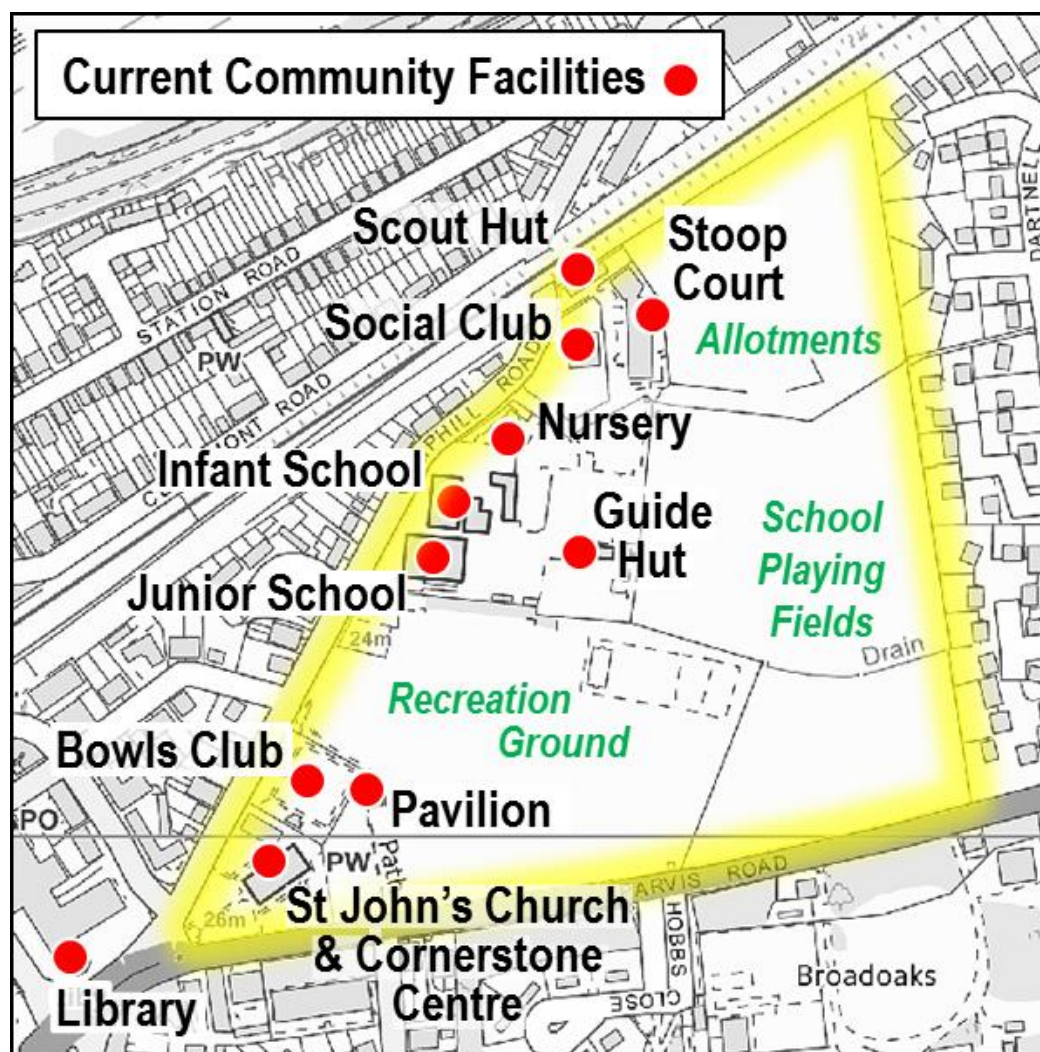 Current Community Facilities
Scout Hut
Stoop
Court
STATION ROAD
Social Club
Allotments
PW
ROAD
Nursery
Infant School
Guide
Hut
School
Playing
Fields
Junior School
24m
Drain
Recreation
Ground
Bowls Club
Pavilion
PO
PW
Path
ROAD
26m
St John's Church
& Cornerstone
Centre
HOBBS
CLOSE
Broadoaks
Library